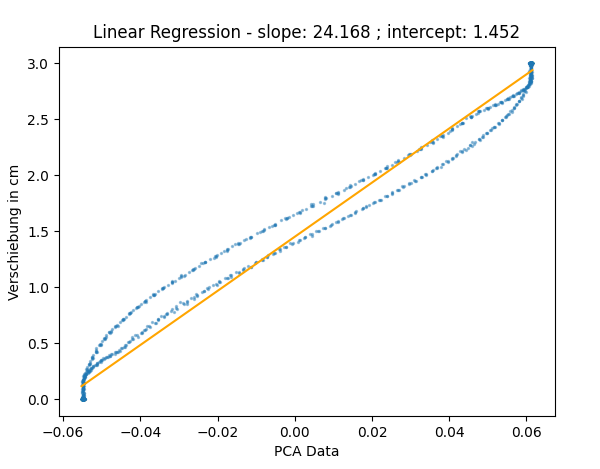 Linear Regression - slope: 24.168 ; intercept: 1.452
3.0
2.5
2.0
1.5
1.0
0.5
0.0
Verschiebung in cm
−0.06 −0.04 −0.02 0.00 0.02 0.04 0.06
PCA Data